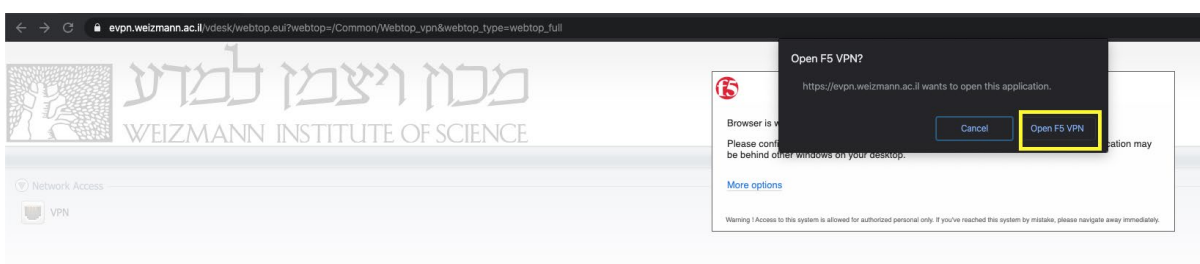 evpn.weizmann.ac.il/vdesk/webtop.eui?webtop=/Common/Webtop_vpn&webtop_type=webtop_full
מכון ויצמן למדע
WEIZMANN INSTITUTE OF SCIENCE
Network Access
VPN
Open F5 VPN?
https://evpn.weizmann.ac.il wants to open this application.
Cancel
Open F5 VPN
f5
Browser is
Please
cation may
be behind other windows on your desktop.
More options
Warning ! Access to this system is allowed for authorized personal only. If you've reached this system by mistake, please navigate away immediately.